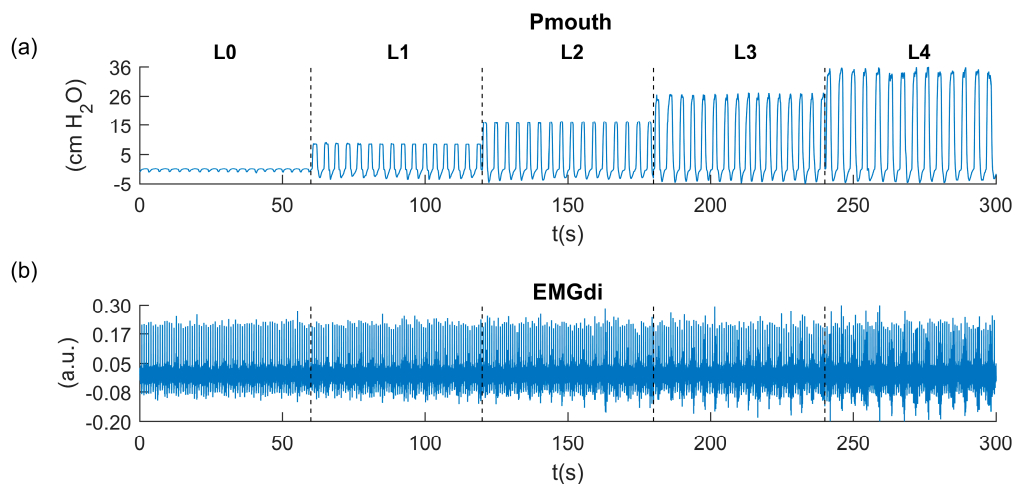 Pmouth
(a)
L0 L1 L2 L3 L4
36
26
15
5
-5
(cm H₂O)
0 50 100 150 200 250 300
t(s)
(b)
EMGdi
0.30
0.17
0.05
-0.08
-0.20
(a.u.)
0 50 100 150 200 250 300
t(s)